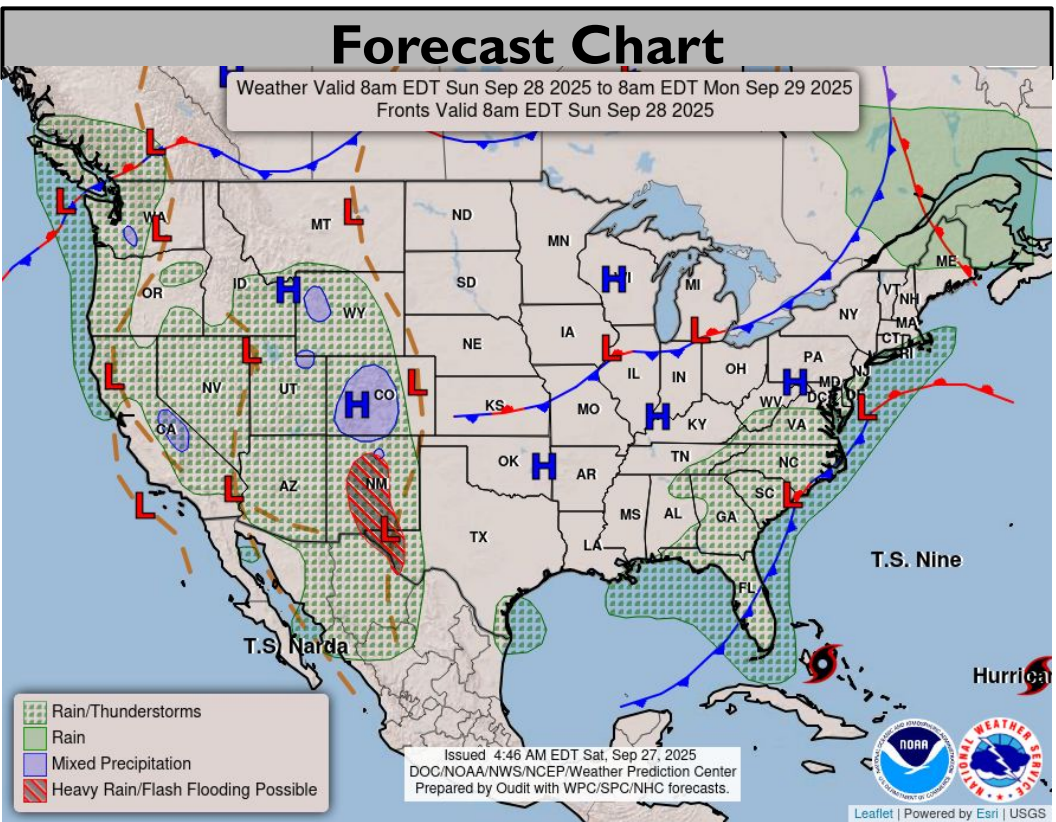 Forecast Chart
Weather Valid 8am EDT Sun Sep 28 2025 to 8am EDT Mon Sep 29 2025
Fronts Valid 8am EDT Sun Sep 28 2025
H
L
L
L
WA
L
MT
ND
MN
H
MI
ME
OR
ID
H
WY
SD
VT
NH
NY
MA
CT
RI
L
NV
L
UT
NE
IA
L
L
IL
IN
OH
PA
NJ
H
MD
DC
DE
L
CO
H
L
KS
MO
H
KY
WV
VA
CA
L
AZ
NM
L
OK
H
AR
TN
NC
SC
L
L
TX
LA
MS
AL
GA
FL
T.S. Nine
T.S. Narda
Hurrica
Rain/Thunderstorms
Rain
Mixed Precipitation
Heavy Rain/Flash Flooding Possible
Issued 4:46 AM EDT Sat, Sep 27, 2025
DOC/NOAA/NWS/NCEP/Weather Prediction Center
Prepared by Oudit with WPC/SPC/NHC forecasts.
NOAA
NATIONAL WEATHER SERVICE
Leaflet | Powered by Esri | USGS